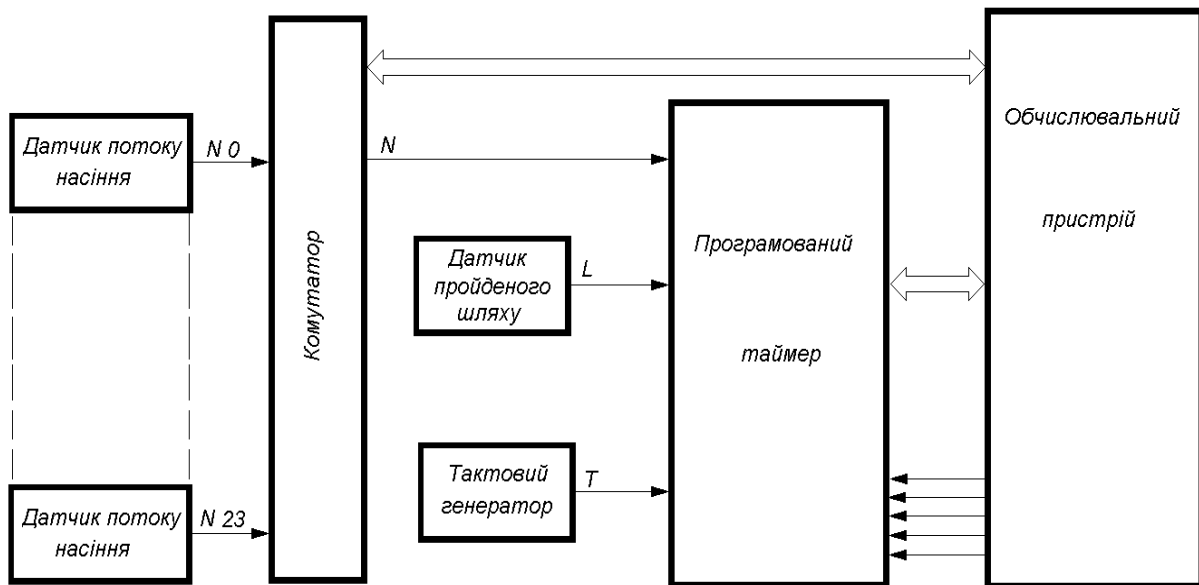 Датчик потоку
насіння
N 0
Комутатор
N
Датчик
пройденого
шляху
L
Програмований
таймер
Обчислювальний
пристрій
Тактовий
генератор
T
Датчик потоку
насіння
N 23